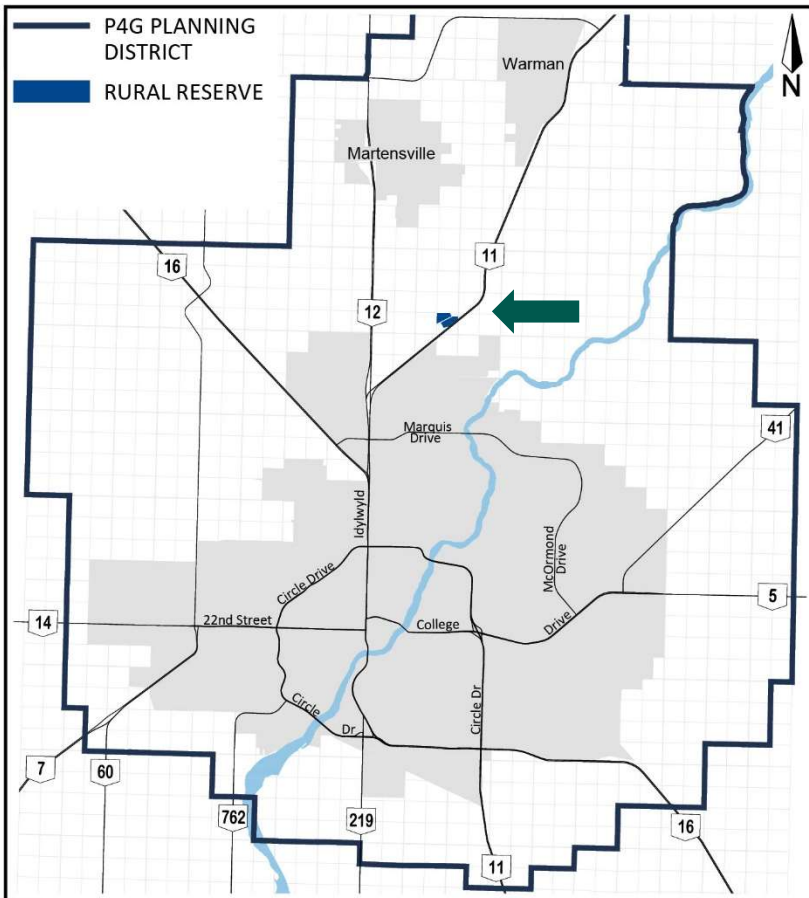 P4G PLANNING
DISTRICT
RURAL RESERVE
N
Warman
Martensville
11
16
12
41
Marquis
Drive
Idylwyld
McOrmond
Drive
Circle Drive
5
14
22nd Street
College
Drive
Circle
Dr
Circle Dr
7
60
762
219
16
11